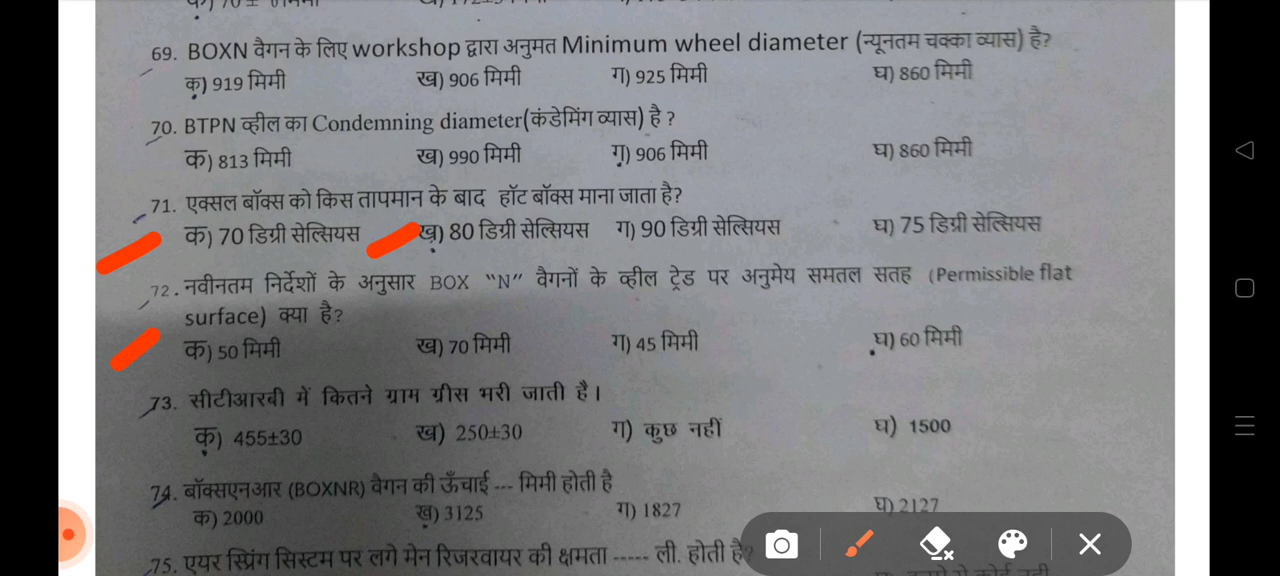 69. BOXN वैगन के लिए workshop द्वारा अनुमत Minimum wheel diameter (न्यूनतम चक्का व्यास) है?
क) 919 मिमी ख) 906 मिमी ग) 925 मिमी घ) 860 मिमी
70. BTPN व्हील का Condemning diameter(कंडेमिंग व्यास) है ?
क) 813 मिमी ख) 990 मिमी ग) 906 मिमी घ) 860 मिमी
71. एक्सल बॉक्स को किस तापमान के बाद हॉट बॉक्स माना जाता है?
क) 70 डिग्री सेल्सियस ख) 80 डिग्री सेल्सियस ग) 90 डिग्री सेल्सियस घ) 75 डिग्री सेल्सियस
72. नवीनतम निर्देशों के अनुसार BOX "N" वैगनों के व्हील ट्रेड पर अनुमेय समतल सतह (Permissible flat
surface) क्या है?
क) 50 मिमी ख) 70 मिमी ग) 45 मिमी घ) 60 मिमी
73. सीटीआरबी में कितने ग्राम ग्रीस भरी जाती है।
क) 455±30 ख) 250±30 ग) कुछ नहीं घ) 1500
74. बॉक्सएनआर (BOXNR) वैगन की ऊँचाई --- मिमी होती है
क) 2000 ख) 3125 ग) 1827 घ) 2127
75. एयर स्प्रिंग सिस्टम पर लगे मेन रिजरवायर की क्षमता ----- ली. होती है?